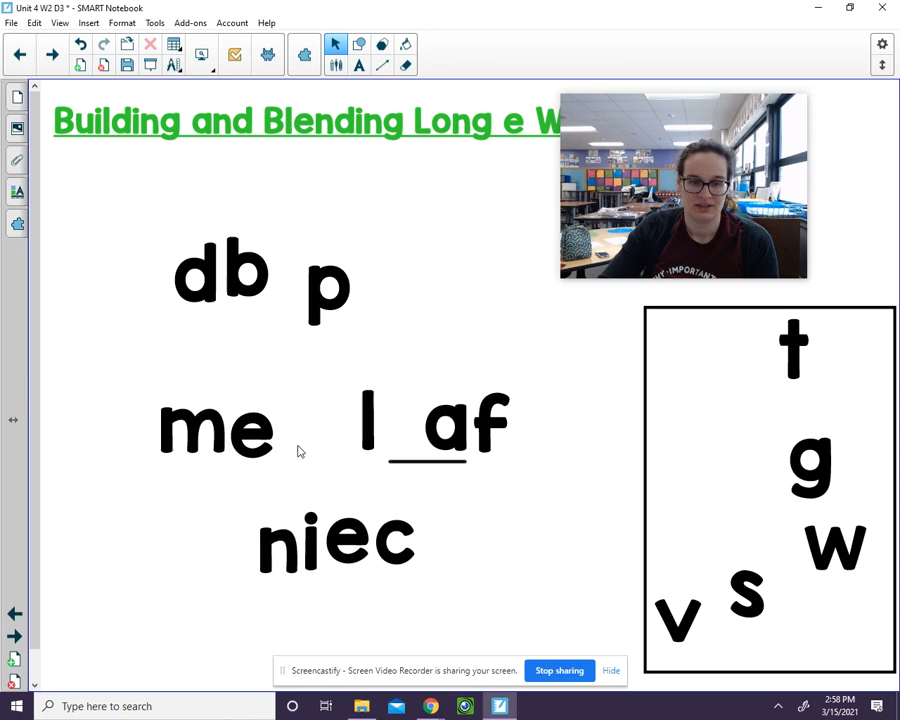 Unit 4 W2 D3 * - SMART Notebook
File Edit View Insert Format Tools Add-ons Account Help
Building and Blending Long e W
db p
t
me l_af
g
w
niec
s
v
Screencastify - Screen Video Recorder is sharing your screen. Stop sharing Hide
Type here to search
2:58 PM
3/15/2021